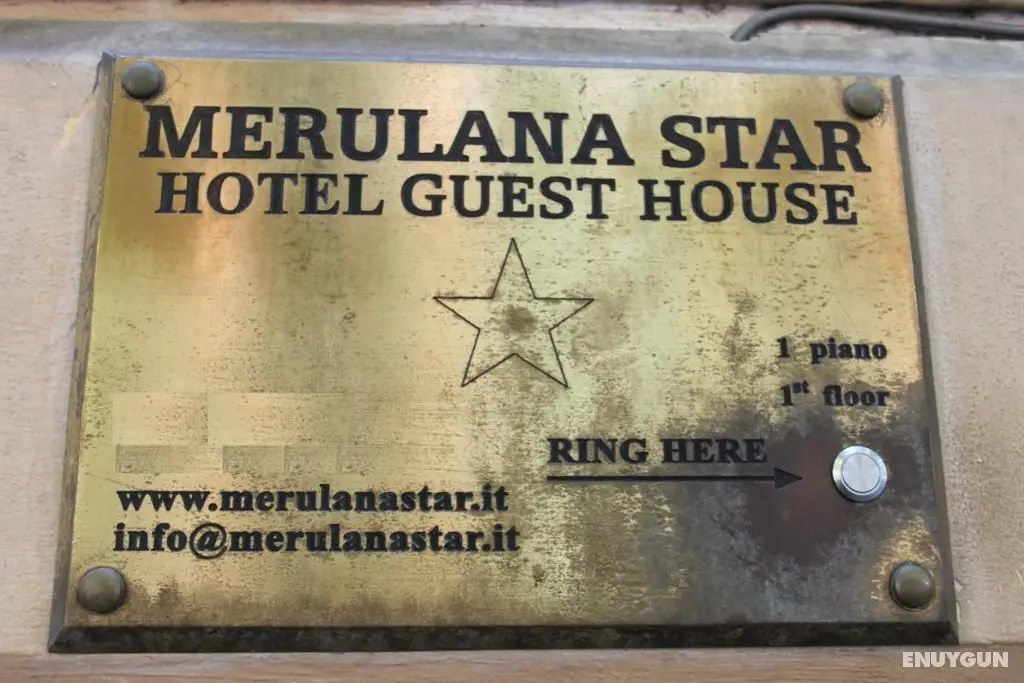 MERULANA STAR
HOTEL GUEST HOUSE
1 piano
1st floor
RING HERE
www.merulanastar.it
info@merulanastar.it
ENUYGUN